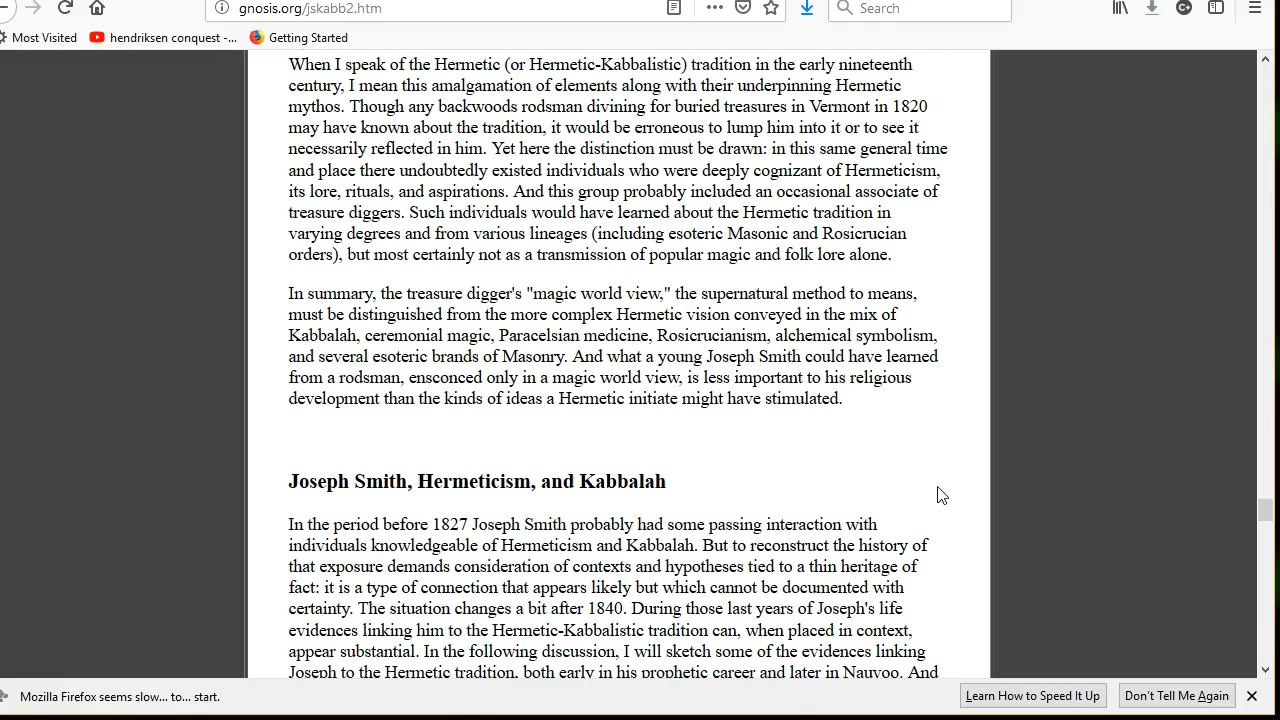 gnosis.org/jskabb2.htm
Search
Most Visited
hendriksen conquest -...
Getting Started
When I speak of the Hermetic (or Hermetic-Kabbalistic) tradition in the early nineteenth
century, I mean this amalgamation of elements along with their underpinning Hermetic
mythos. Though any backwoods rodsman divining for buried treasures in Vermont in 1820
may have known about the tradition, it would be erroneous to lump him into it or to see it
necessarily reflected in him. Yet here the distinction must be drawn: in this same general time
and place there undoubtedly existed individuals who were deeply cognizant of Hermeticism,
its lore, rituals, and aspirations. And this group probably included an occasional associate of
treasure diggers. Such individuals would have learned about the Hermetic tradition in
varying degrees and from various lineages (including esoteric Masonic and Rosicrucian
orders), but most certainly not as a transmission of popular magic and folk lore alone.
In summary, the treasure digger's "magic world view," the supernatural method to means,
must be distinguished from the more complex Hermetic vision conveyed in the mix of
Kabbalah, ceremonial magic, Paracelsian medicine, Rosicrucianism, alchemical symbolism,
and several esoteric brands of Masonry. And what a young Joseph Smith could have learned
from a rodsman, ensconced only in a magic world view, is less important to his religious
development than the kinds of ideas a Hermetic initiate might have stimulated.
Joseph Smith, Hermeticism, and Kabbalah
In the period before 1827 Joseph Smith probably had some passing interaction with
individuals knowledgeable of Hermeticism and Kabbalah. But to reconstruct the history of
that exposure demands consideration of contexts and hypotheses tied to a thin heritage of
fact: it is a type of connection that appears likely but which cannot be documented with
certainty. The situation changes a bit after 1840. During those last years of Joseph's life
evidences linking him to the Hermetic-Kabbalistic tradition can, when placed in context,
appear substantial. In the following discussion, I will sketch some of the evidences linking
Joseph to the Hermetic tradition, both early in his prophetic career and later in Nauvoo. And
Mozilla Firefox seems slow... to... start.
Learn How to Speed It Up
Don't Tell Me Again